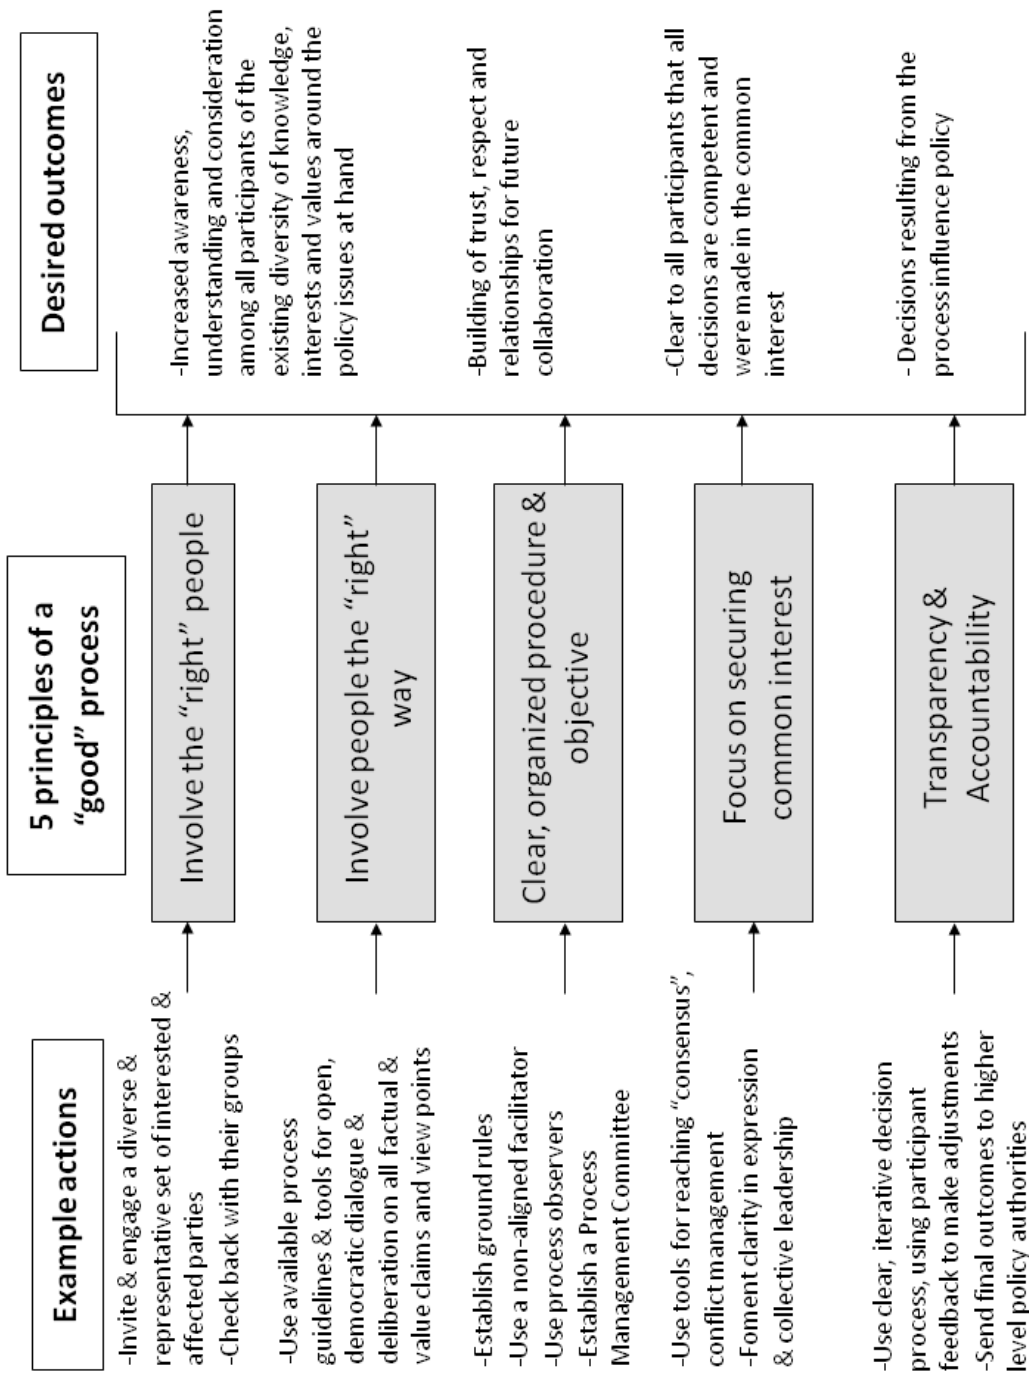 Example actions
-Invite & engage a diverse &
representative set of interested &
affected parties
-Check back with their groups
-Use available process
guidelines & tools for open,
democratic dialogue &
deliberation on all factual &
value claims and view points
-Establish ground rules
-Use a non-aligned facilitator
-Use process observers
-Establish a Process
Management Committee
-Use tools for reaching “consensus”,
conflict management
-Foment clarity in expression
& collective leadership
-Use clear, iterative decision
process, using participant
feedback to make adjustments
-Send final outcomes to higher
level policy authorities
5 principles of a
“good” process
Involve the “right” people
Involve people the “right”
way
Clear, organized procedure &
objective
Focus on securing
common interest
Transparency &
Accountability
Desired outcomes
-Increased awareness,
understanding and consideration
among all participants of the
existing diversity of knowledge,
interests and values around the
policy issues at hand
-Building of trust, respect and
relationships for future
collaboration
-Clear to all participants that all
decisions are competent and
were made in the common
interest
- Decisions resulting from the
process influence policy